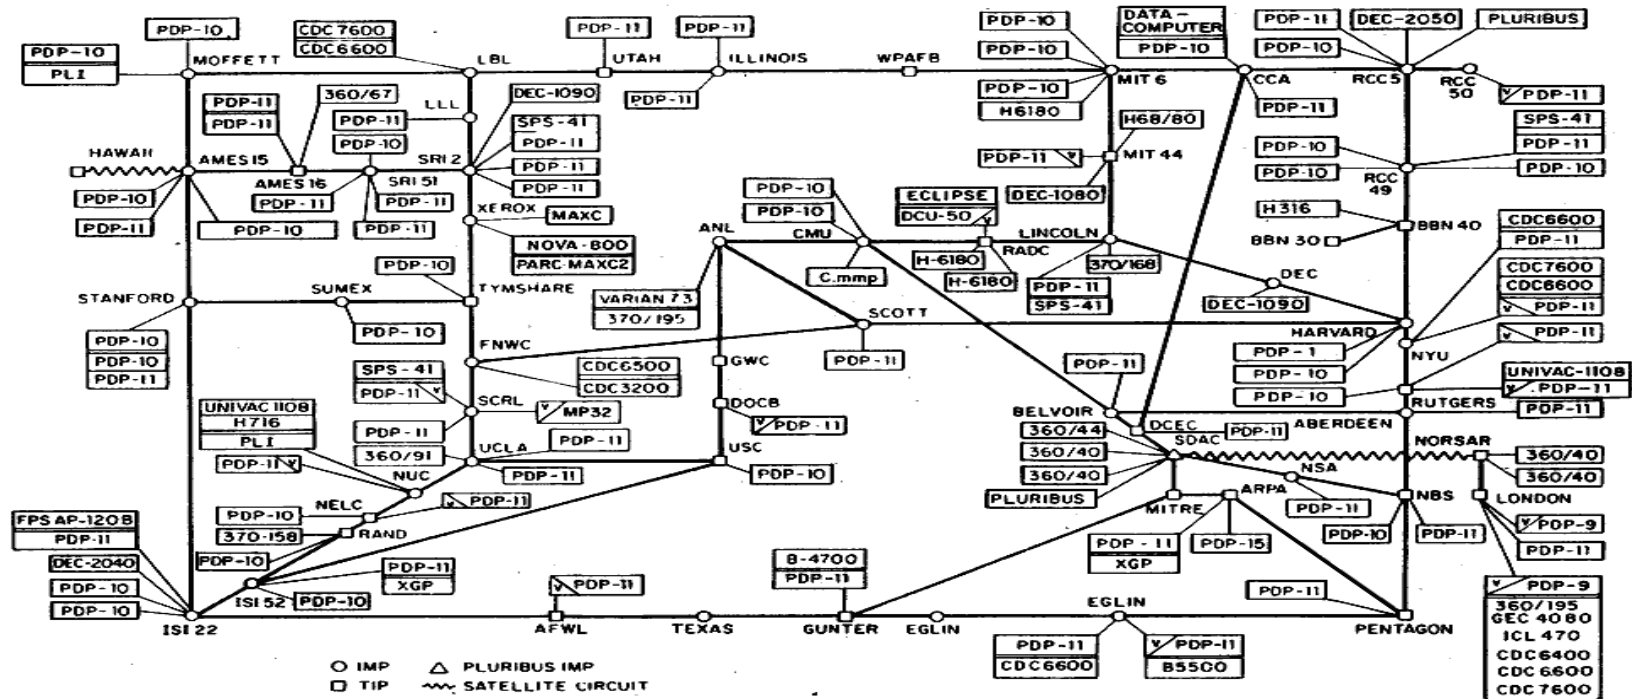 PDP-10
CDC7600
CDC6600
PDP-11
PDP-11
PDP-10
DATA-
COMPUTER
PDP-10
PDP-11
DEC-2050
PLURIBUS
PDP-10
PLI
MOFFETT
LBL
UTAH
ILLINOIS
WPAFB
PDP-10
PDP-10
H6180
MIT 6
CCA
PDP-10
RCC5
RCC
50
PDP-11
PDP-11
PDP-11
PDP-11
PDP-11
360/67
LLL
PDP-11
DEC-1090
SPS-41
PDP-11
PDP-11
PDP-11
H68/80
PDP-11
MIT 44
DEC-1080
PDP-10
PDP-10
SPS-41
PDP-11
PDP-10
RCC
49
HAWAII
AMES15
AMES16
PDP-10
SRI 2
SRI 51
PDP-11
PDP-11
PDP-11
PDP-10
PDP-11
PDP-10
XEROX
MAXC
NOVA-800
PARC-MAXC2
PDP-10
PDP-10
CMU
C.mmp
ECLIPSE
DCU-50
RADC
H-6180
H-6180
LINCOLN
370/168
PDP-11
SPS-41
H316
BBN 30
BBN 40
CDC6600
PDP-11
CDC7600
CDC6600
PDP-11
PDP-11
ANL
VARIAN 73
370/195
DEC
DEC-1090
PDP-10
TYMSHARE
STANFORD
SUMEX
PDP-10
PDP-10
PDP-10
PDP-11
SCOTT
PDP-11
HARVARD
PDP-1
PDP-10
NYU
FNWC
CDC6500
CDC3200
GWC
SPS-41
PDP-11
SCRL
MP32
DOCB
PDP-11
PDP-11
BELVOIR
DCEC
PDP-11
PDP-10
UNIVAC-1108
PDP-11
RUTGERS
PDP-11
ABERDEEN
UNIVAC 1108
H716
PLI
PDP-11
PDP-11
360/91
UCLA
PDP-11
PDP-11
USC
PDP-10
360/44
360/40
360/40
PLURIBUS
SDAC
NORSAR
360/40
360/40
NSA
PDP-11
NUC
NELC
PDP-11
PDP-10
370-158
RAND
PDP-10
MITRE
ARPA
PDP-11
XGP
PDP-15
NBS
PDP-10
PDP-11
LONDON
PDP-9
PDP-11
FPS AP-120B
PDP-11
DEC-2040
PDP-10
PDP-10
ISI 22
ISI 52
PDP-10
PDP-11
XGP
PDP-11
AFWL
TEXAS
B-4700
PDP-11
GUNTER
EGLIN
EGLIN
PDP-11
CDC6600
PDP-11
B5500
PDP-11
PENTAGON
PDP-9
360/195
GEC 4080
ICL 470
CDC6400
CDC6600
CDC7600
IMP
PLURIBUS IMP
TIP
SATELLITE CIRCUIT